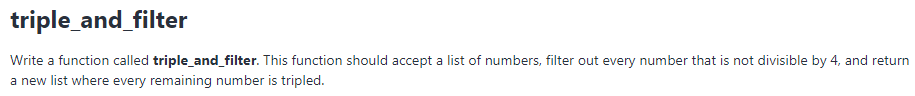 triple_and_filter
Write a function called triple_and_filter. This function should accept a list of numbers, filter out every number that is not divisible by 4, and return
a new list where every remaining number is tripled.